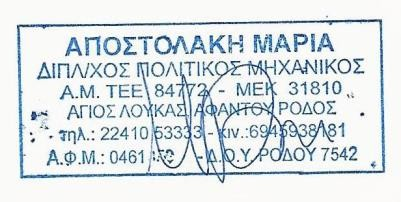 ΑΠΟΣΤΟΛΑΚΗ ΜΑΡΙΑ
ΔΙΠΛ/ΧΟΣ ΠΟΛΙΤΙΚΟΣ ΜΗΧΑΝΙΚΟΣ
Α.Μ. ΤΕΕ 84772 - ΜΕΚ 31810
ΑΓΙΟΣ ΛΟΥΚΑΣ, ΑΦΑΝΤΟΥ ΡΟΔΟΣ
τηλ.: 22410 53333 - κιν.:6945938181
Α.Φ.Μ.: - Δ.Ο.Υ. ΡΟΔΟΥ 7542